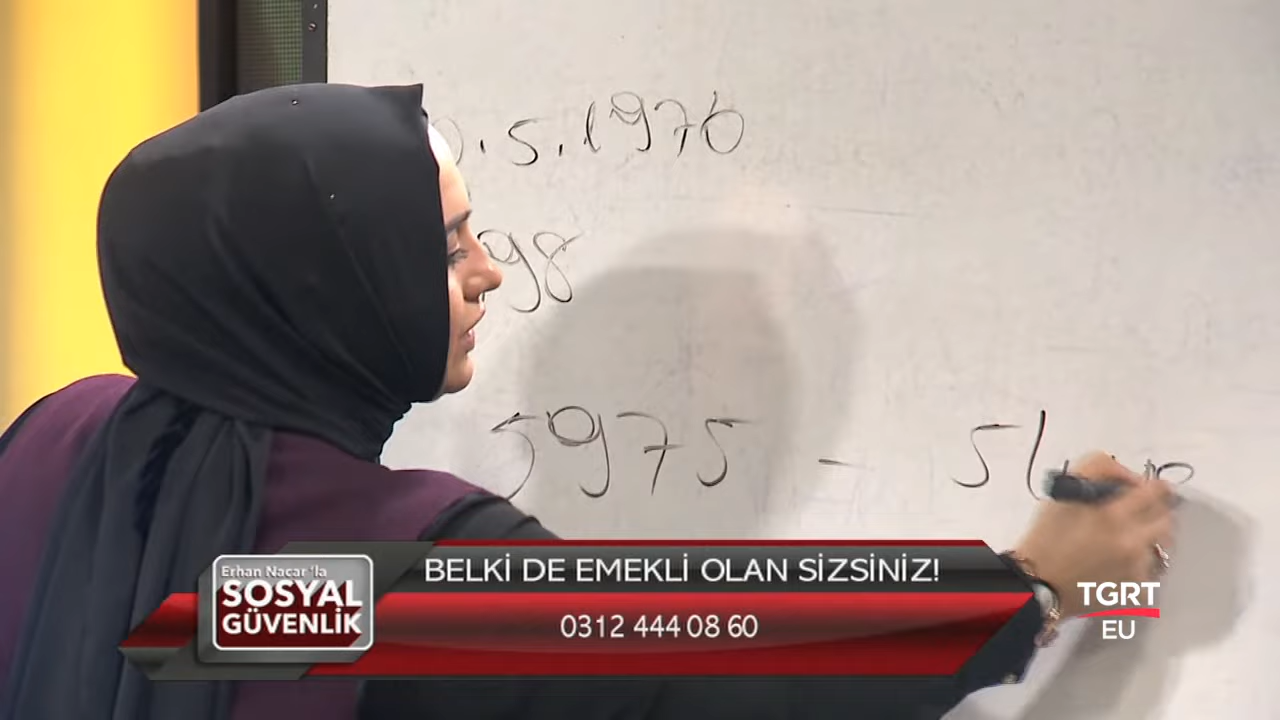 .5.1976
98
5975 -
BELKİ DE EMEKLİ OLAN SİZSİNİZ!
Erhan Nacar'la
SOSYAL
GÜVENLİK
0312 444 08 60
TGRT
EU